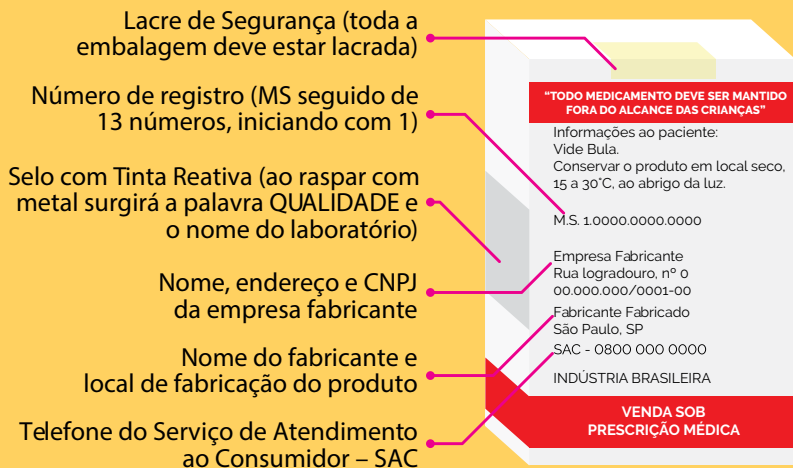 Lacre de Segurança (toda a
embalagem deve estar lacrada)
Número de registro (MS seguido de
13 números, iniciando com 1)
Selo com Tinta Reativa (ao raspar com
metal surgirá a palavra QUALIDADE e
o nome do laboratório)
Nome, endereço e CNPJ
da empresa fabricante
Nome do fabricante e
local de fabricação do produto
Telefone do Serviço de Atendimento
ao Consumidor – SAC
“TODO MEDICAMENTO DEVE SER MANTIDO
FORA DO ALCANCE DAS CRIANÇAS”
Informações ao paciente:
Vide Bula.
Conservar o produto em local seco,
15 a 30°C, ao abrigo da luz.
M.S. 1.0000.0000.0000
Empresa Fabricante
Rua logradouro, nº 0
00.000.000/0001-00
Fabricante Fabricado
São Paulo, SP
SAC - 0800 000 0000
INDÚSTRIA BRASILEIRA
VENDA SOB
PRESCRIÇÃO MÉDICA